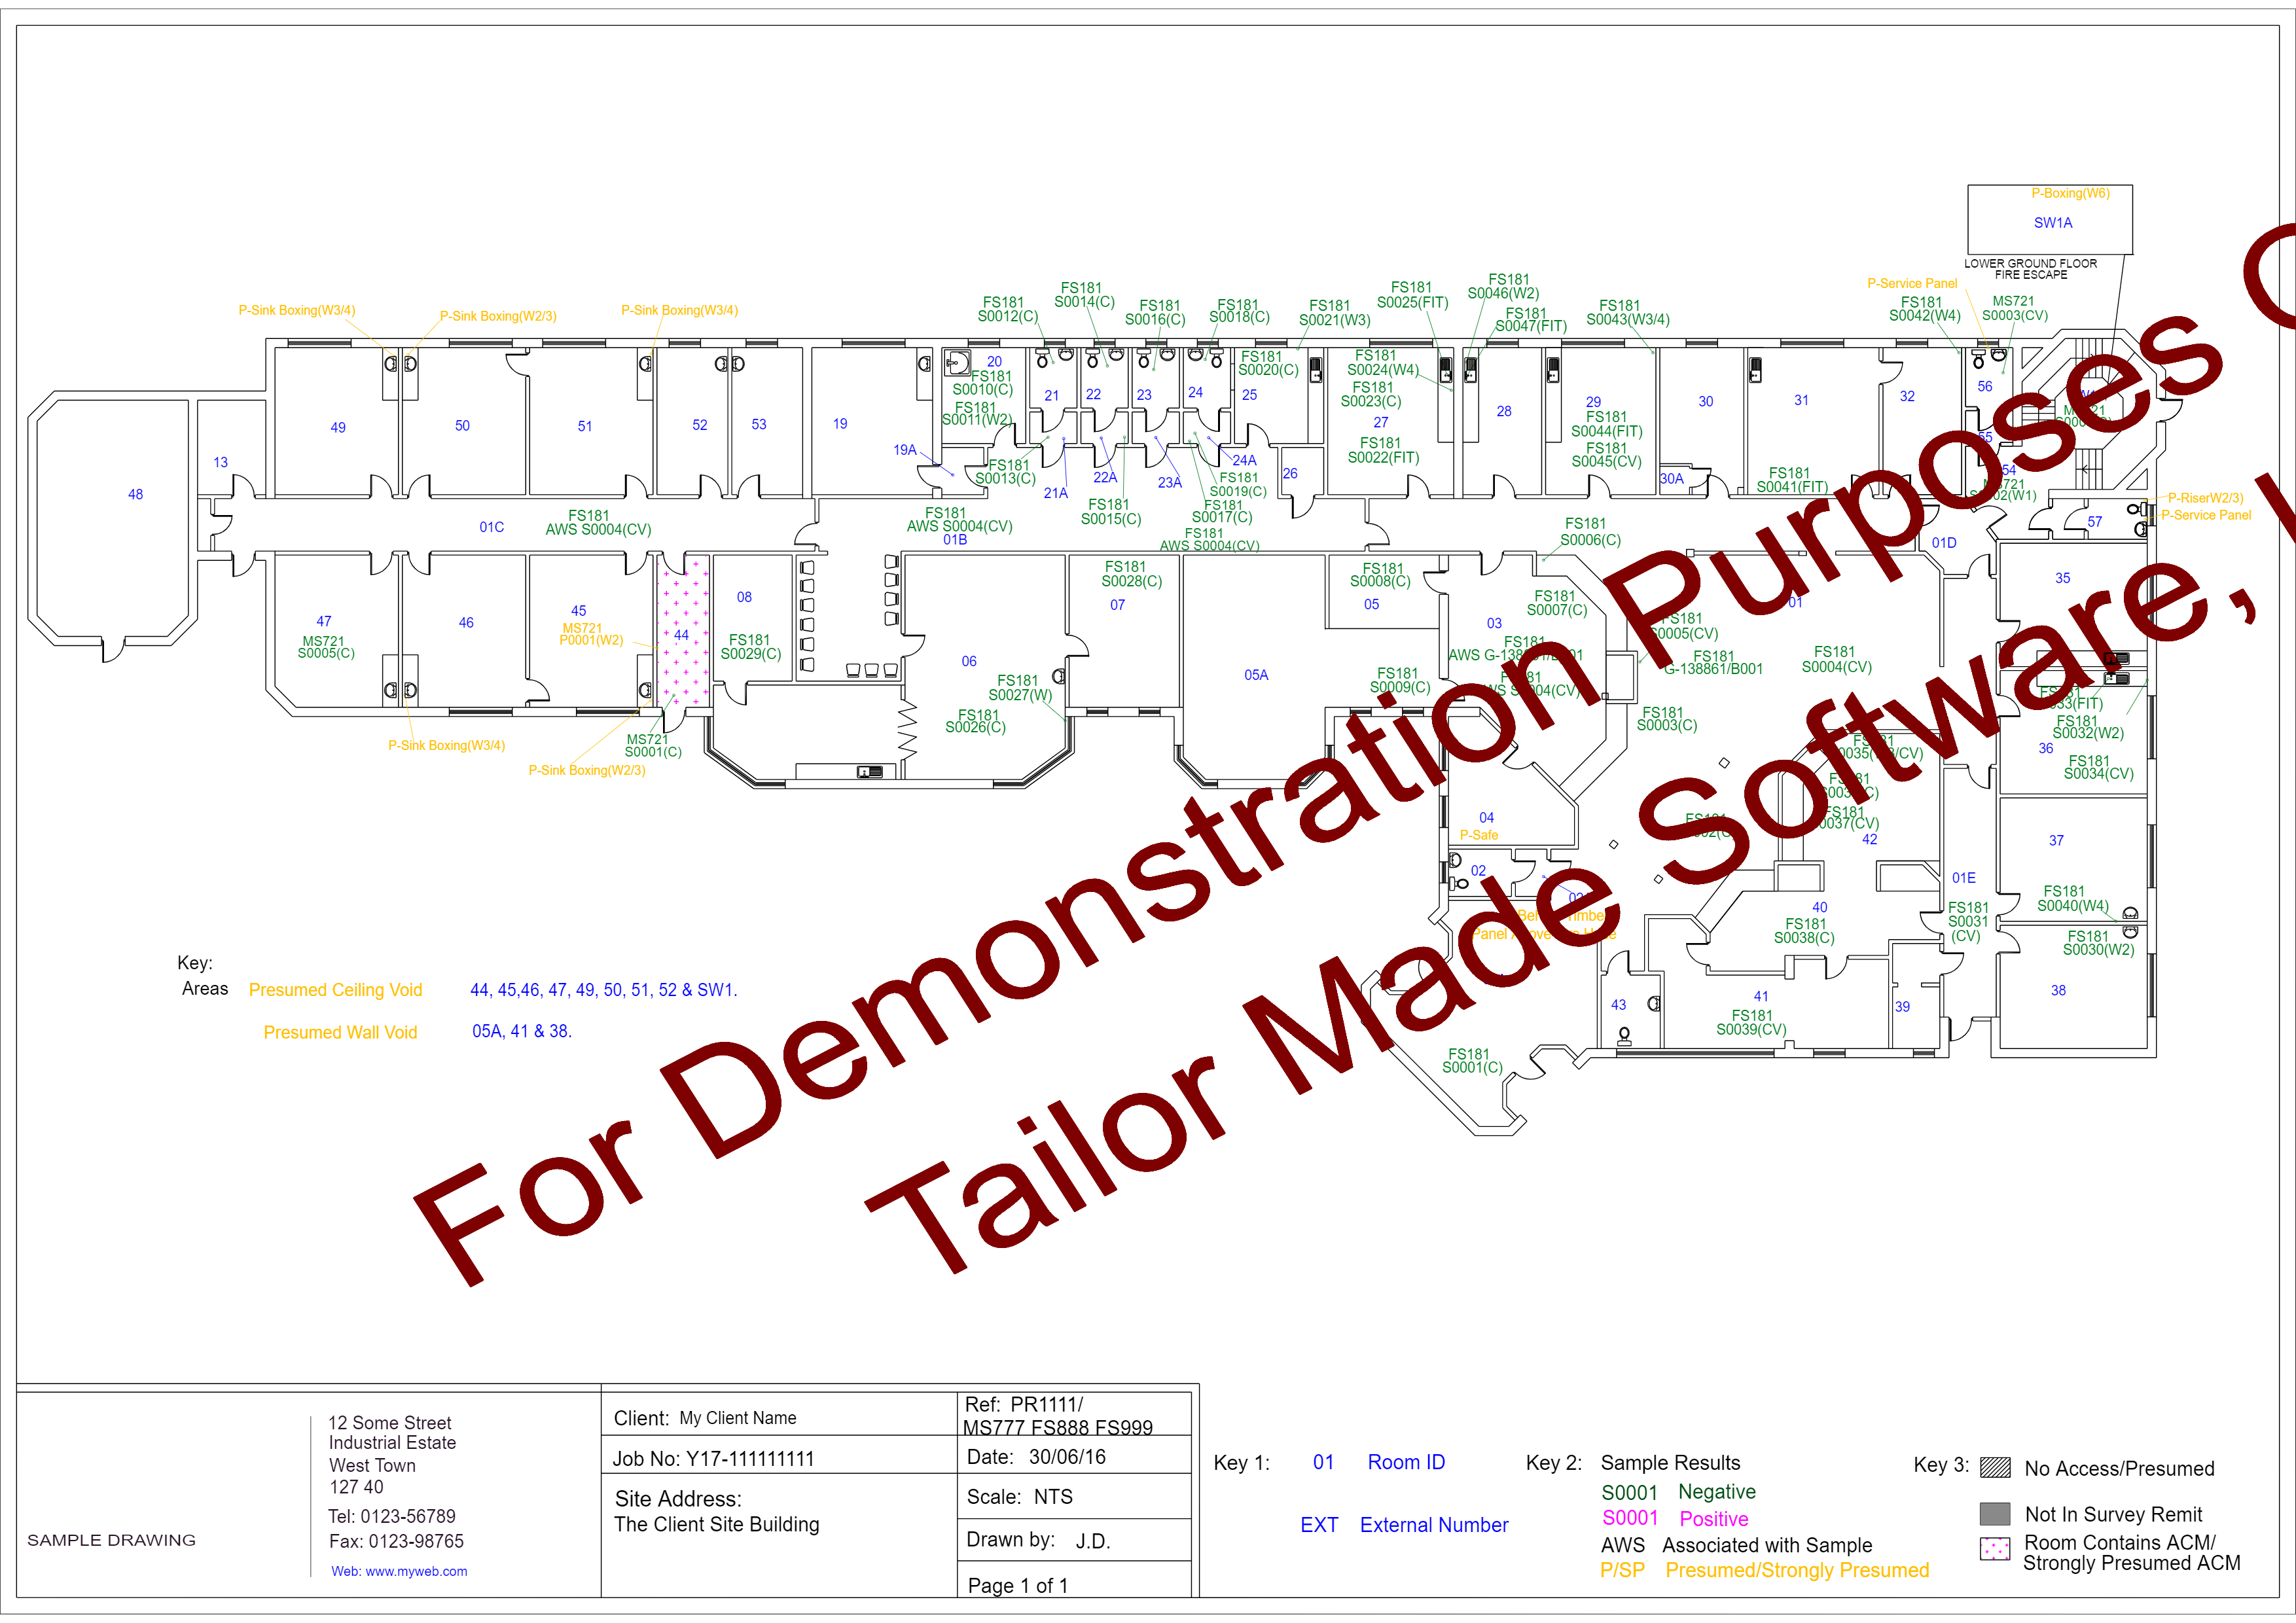 P-Boxing(W6)
SW1A
LOWER GROUND FLOOR
FIRE ESCAPE
P-Service Panel
FS181
S0042(W4)
MS721
S0003(CV)
P-Sink Boxing(W3/4)
P-Sink Boxing(W2/3)
P-Sink Boxing(W3/4)
FS181
S0012(C)
FS181
S0014(C)
FS181
S0016(C)
FS181
S0018(C)
FS181
S0021(W3)
FS181
S0025(FIT)
FS181
S0046(W2)
FS181
S0047(FIT)
FS181
S0043(W3/4)
48
13
49
50
51
52
53
19
19A
20
FS181
S0010(C)
FS181
S0011(W2)
21
22
23
24
FS181
S0020(C)
25
FS181
S0024(W4)
FS181
S0023(C)
27
FS181
S0022(FIT)
28
29
FS181
S0044(FIT)
FS181
S0045(CV)
30
30A
31
FS181
S0041(FIT)
32
56
55
54
MS721
FS181
S0013(C)
21A
22A
23A
24A
FS181
S0019(C)
26
FS181
S0015(C)
FS181
S0017(C)
P-RiserW2/3)
P-Service Panel
57
01C
FS181
AWS S0004(CV)
FS181
AWS S0004(CV)
01B
FS181
AWS S0004(CV)
FS181
S0006(C)
01D
35
47
MS721
S0005(C)
46
45
MS721
P0001(W2)
44
08
FS181
S0029(C)
06
FS181
S0027(W)
FS181
S0026(C)
FS181
S0028(C)
07
05A
FS181
S0008(C)
05
FS181
S0009(C)
03
FS181
S0007(C)
FS181
FS181
S0005(CV)
FS181
G-138861/B001
01
FS181
S0004(CV)
FS181
S0003(C)
FS181
S0032(W2)
36
FS181
S0034(CV)
P-Sink Boxing(W3/4)
P-Sink Boxing(W2/3)
MS721
S0001(C)
04
P-Safe
02
FS181
S0037(CV)
42
37
01E
FS181
S0031
(CV)
FS181
S0040(W4)
FS181
S0030(W2)
38
40
FS181
S0038(C)
41
FS181
S0039(CV)
39
43
FS181
S0001(C)
Key:
Areas
Presumed Ceiling Void 44, 45,46, 47, 49, 50, 51, 52 & SW1.
Presumed Wall Void 05A, 41 & 38.
For Demonstration Purposes
Tailor Made Software,
SAMPLE DRAWING
12 Some Street
Industrial Estate
West Town
127 40
Tel: 0123-56789
Fax: 0123-98765
Web: www.myweb.com
Client: My Client Name
Job No: Y17-111111111
Site Address:
The Client Site Building
Ref: PR1111/
MS777 FS888 FS999
Date: 30/06/16
Scale: NTS
Drawn by: J.D.
Page 1 of 1
Key 1: 01 Room ID
EXT External Number
Key 2: Sample Results
S0001 Negative
S0001 Positive
AWS Associated with Sample
P/SP Presumed/Strongly Presumed
Key 3: No Access/Presumed
Not In Survey Remit
Room Contains ACM/
Strongly Presumed ACM